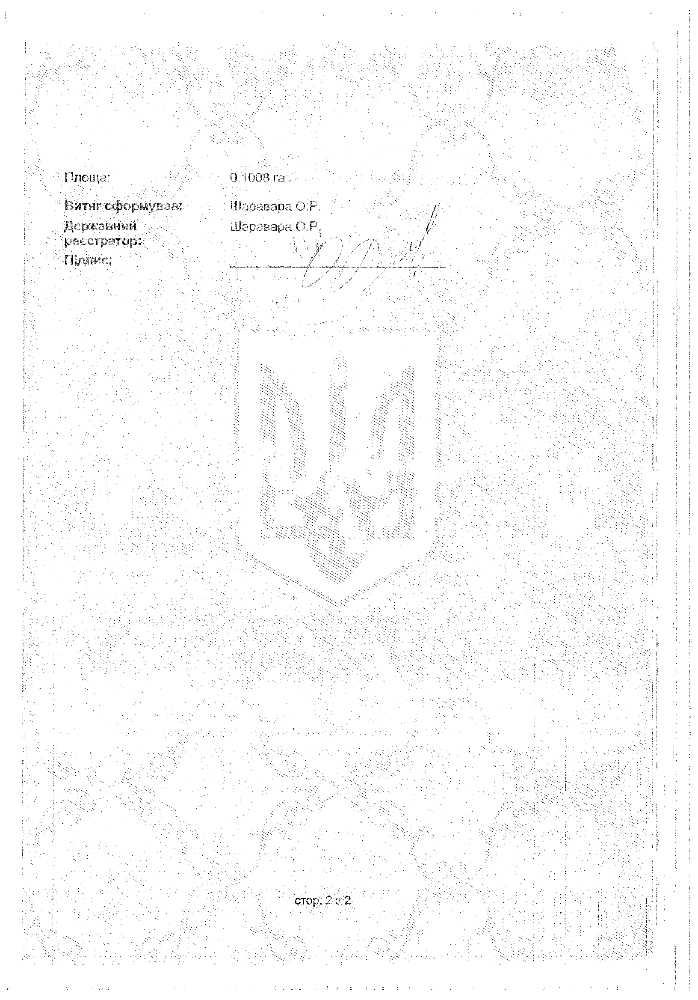 Площа: 0,1008 га
Витяг сформував: Шаравара О.Р.
Державний реєстратор: Шаравара О.Р.
Підпис:
стор. 2 з 2